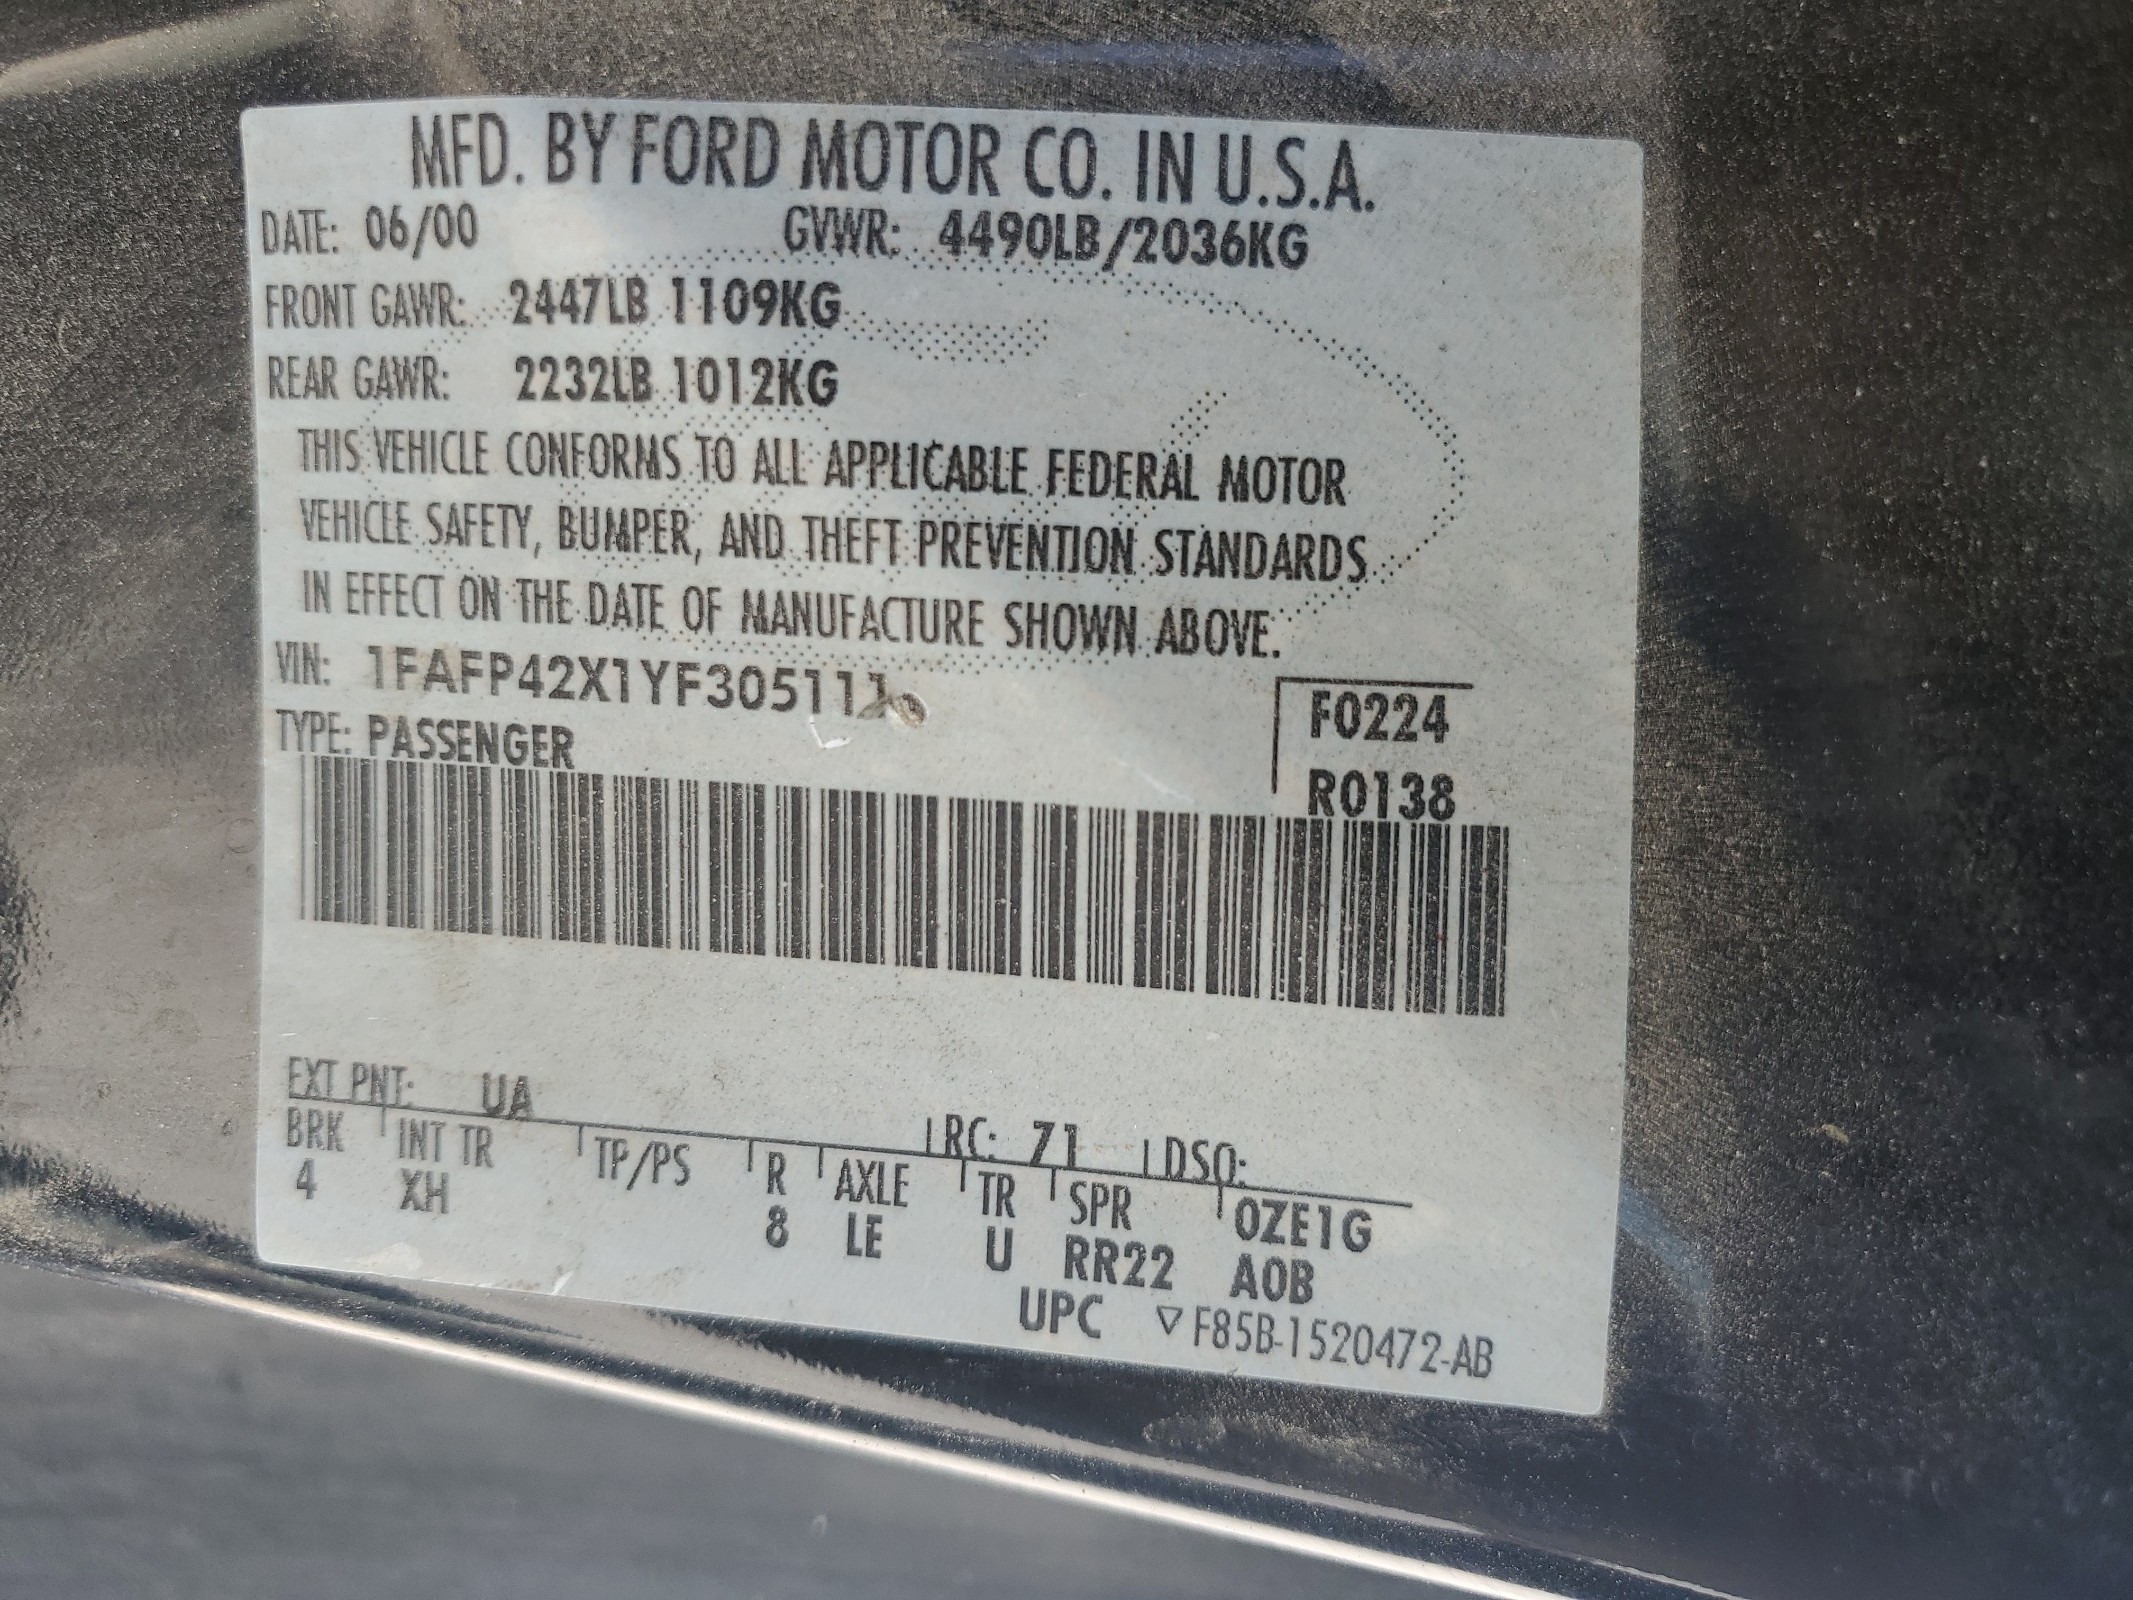 MFD. BY FORD MOTOR CO. IN U.S.A.
DATE: 06/00 GVWR: 4490LB/2036KG
FRONT GAWR: 2447LB 1109KG
REAR GAWR: 2232LB 1012KG
THIS VEHICLE CONFORMS TO ALL APPLICABLE FEDERAL MOTOR
VEHICLE SAFETY, BUMPER, AND THEFT PREVENTION STANDARDS
IN EFFECT ON THE DATE OF MANUFACTURE SHOWN ABOVE.
VIN: 1FAFP42X1YF305111
F0224
TYPE: PASSENGER
R0138
EXT PNT: UA RC: 71 DSO:
BRK INT TR TP/PS R AXLE TR SPR 0ZE1G
4 XH 8 LE U RR22 A0B
UPC ▽F85B-1520472-AB